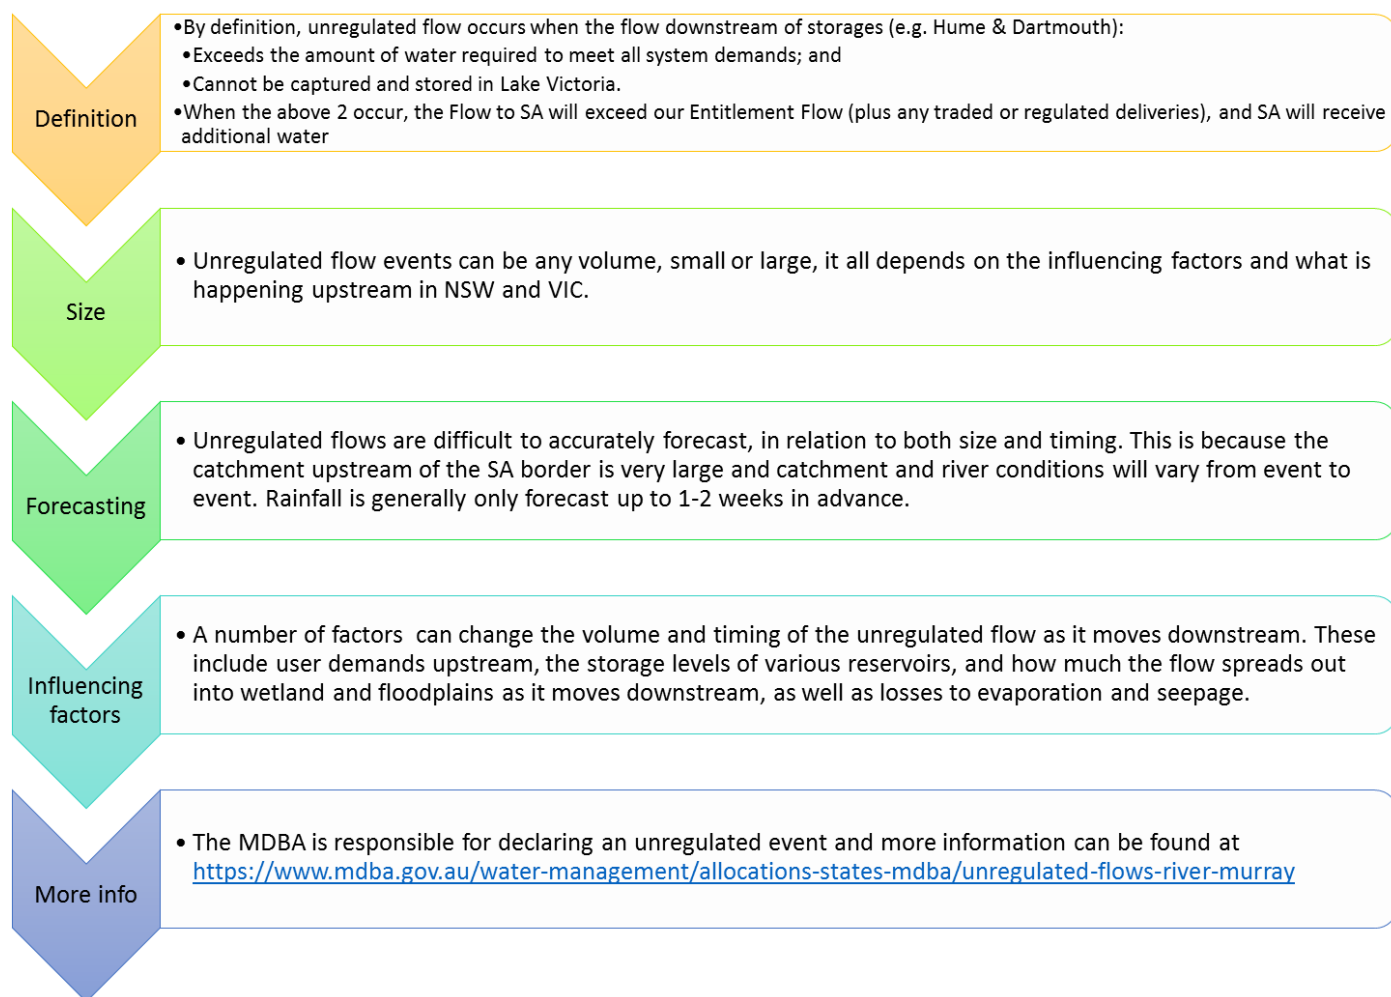 Definition
•By definition, unregulated flow occurs when the flow downstream of storages (e.g. Hume & Dartmouth):
•Exceeds the amount of water required to meet all system demands; and
•Cannot be captured and stored in Lake Victoria.
•When the above 2 occur, the Flow to SA will exceed our Entitlement Flow (plus any traded or regulated deliveries), and SA will receive
additional water
Size
• Unregulated flow events can be any volume, small or large, it all depends on the influencing factors and what is
happening upstream in NSW and VIC.
Forecasting
• Unregulated flows are difficult to accurately forecast, in relation to both size and timing. This is because the
catchment upstream of the SA border is very large and catchment and river conditions will vary from event to
event. Rainfall is generally only forecast up to 1-2 weeks in advance.
Influencing
factors
• A number of factors can change the volume and timing of the unregulated flow as it moves downstream. These
include user demands upstream, the storage levels of various reservoirs, and how much the flow spreads out
into wetland and floodplains as it moves downstream, as well as losses to evaporation and seepage.
More info
• The MDBA is responsible for declaring an unregulated event and more information can be found at
https://www.mdba.gov.au/water-management/allocations-states-mdba/unregulated-flows-river-murray